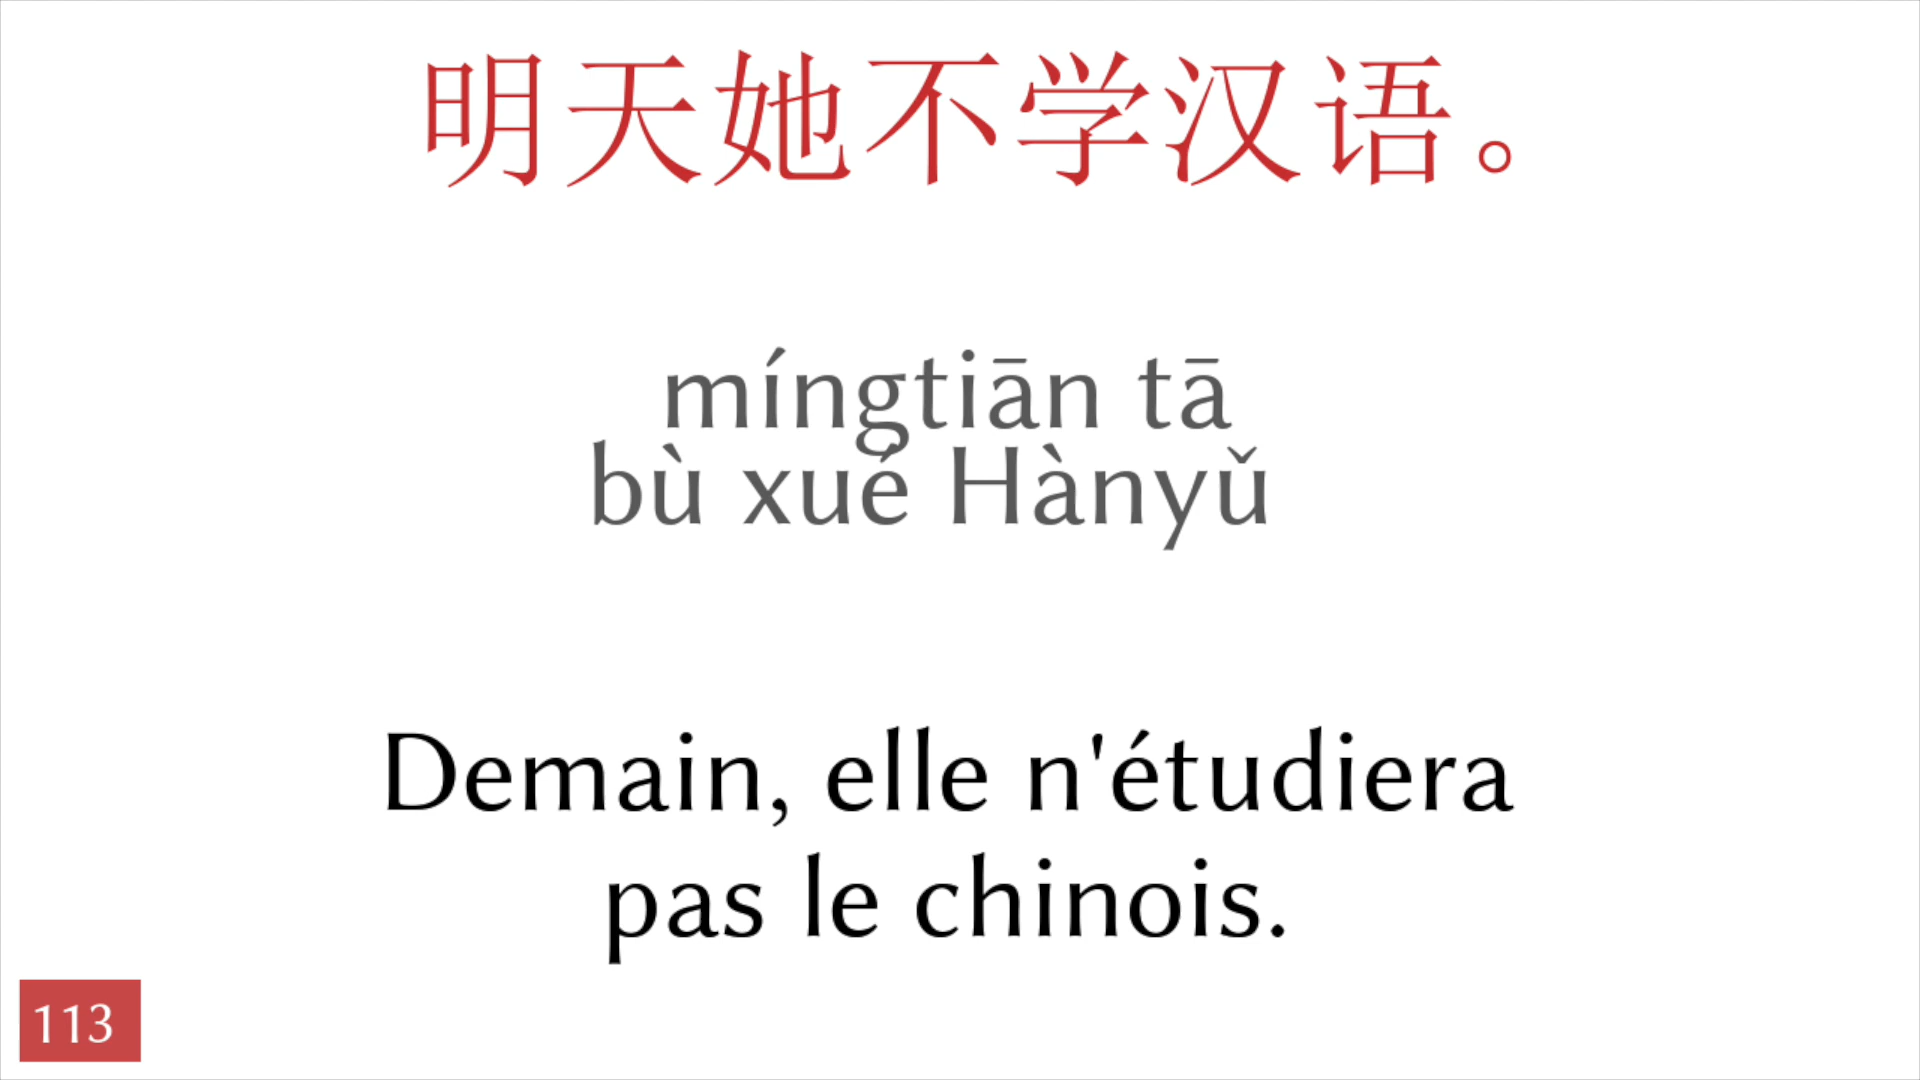 明天她不学汉语。
míngtiān tā
bù xué Hànyǔ
Demain, elle n'étudiera
pas le chinois.
113